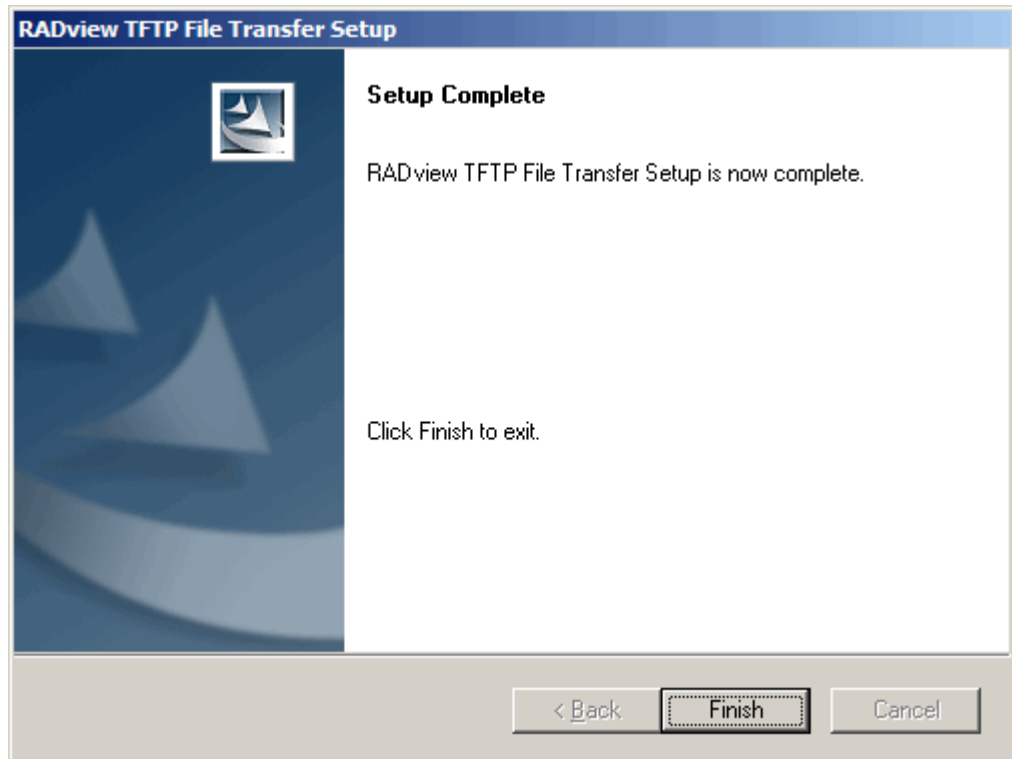 RADview TFTP File Transfer Setup
Setup Complete
RADview TFTP File Transfer Setup is now complete.
Click Finish to exit.
< Back Finish Cancel